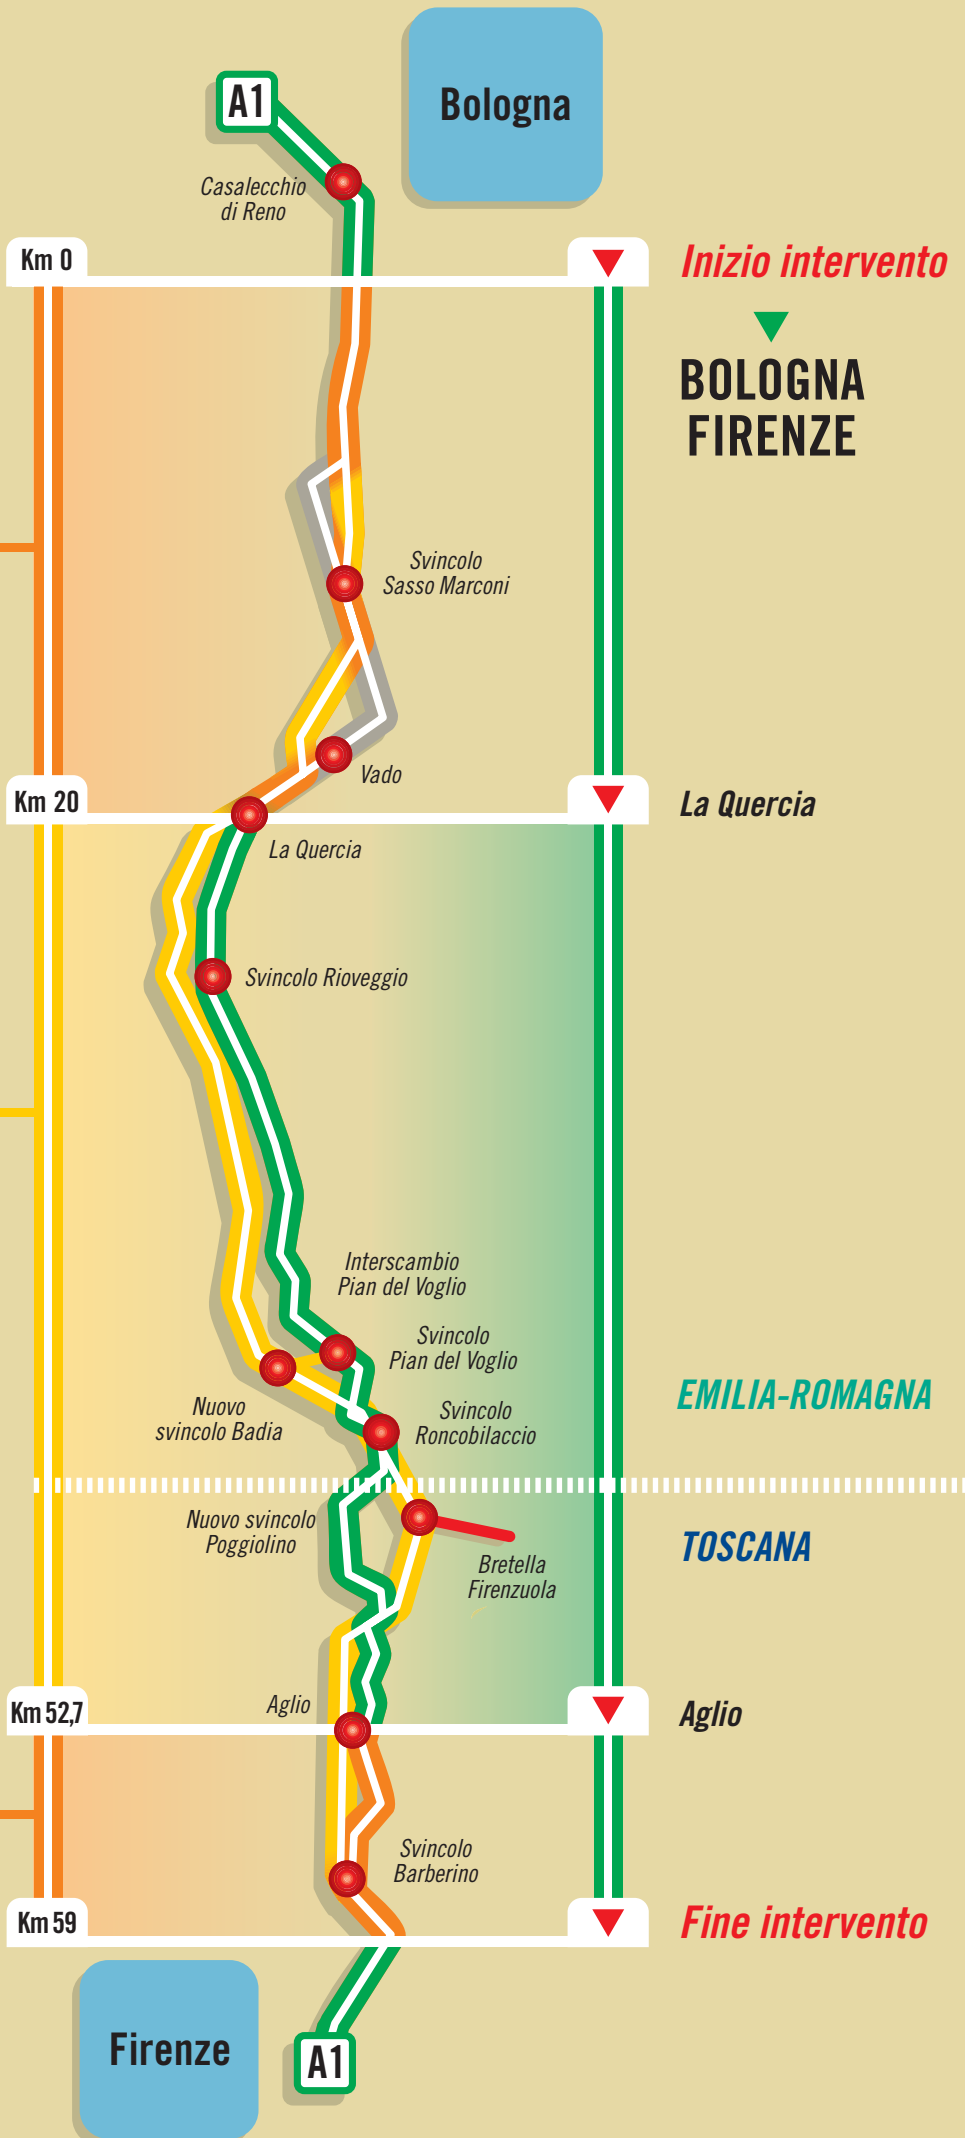 Bologna
A1
Casalecchio
di Reno
Km 0
Inizio intervento
BOLOGNA
FIRENZE
Svincolo
Sasso Marconi
Vado
Km 20
La Quercia
La Quercia
Svincolo Rioveggio
Interscambio
Pian del Voglio
Svincolo
Pian del Voglio
Nuovo
svincolo Badia
Svincolo
Roncobilaccio
EMILIA-ROMAGNA
Nuovo svincolo
Poggiolino
TOSCANA
Bretella
Firenzuola
Aglio
Km 52,7
Aglio
Svincolo
Barberino
Km 59
Fine intervento
Firenze
A1